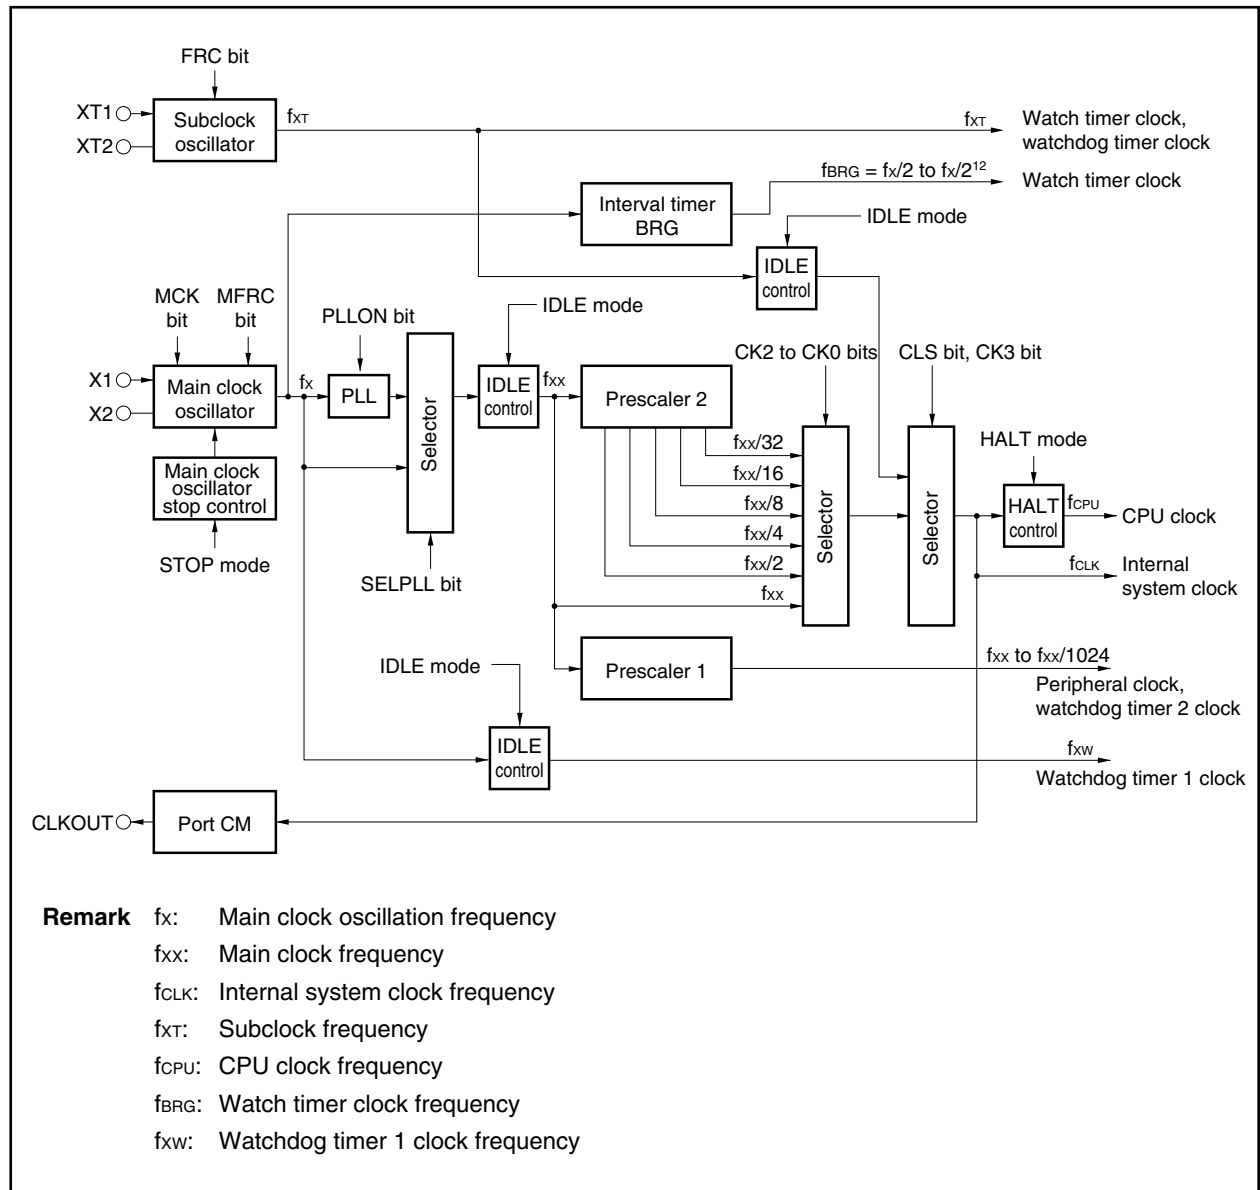 FRC bit
XT1
XT2
Subclock
oscillator
fXT
fXT
Watch timer clock,
watchdog timer clock
fBRG = fX/2 to fX/2¹²
Watch timer clock
Interval timer
BRG
IDLE mode
IDLE
control
MCK
bit
MFRC
bit
PLLON bit
IDLE mode
CK2 to CK0 bits
CLS bit, CK3 bit
X1
X2
Main clock
oscillator
fX
PLL
Selector
IDLE
control
fXX
Prescaler 2
HALT mode
fXX/32
fXX/16
fXX/8
fXX/4
fXX/2
fXX
Selector
Selector
HALT
control
fCPU
CPU clock
fCLK
Internal
system clock
Main clock
oscillator
stop control
STOP mode
SELPLL bit
IDLE mode
Prescaler 1
fXX to fXX/1024
Peripheral clock,
watchdog timer 2 clock
IDLE
control
fXW
Watchdog timer 1 clock
CLKOUT
Port CM
Remark fX: Main clock oscillation frequency
fXX: Main clock frequency
fCLK: Internal system clock frequency
fXT: Subclock frequency
fCPU: CPU clock frequency
fBRG: Watch timer clock frequency
fXW: Watchdog timer 1 clock frequency